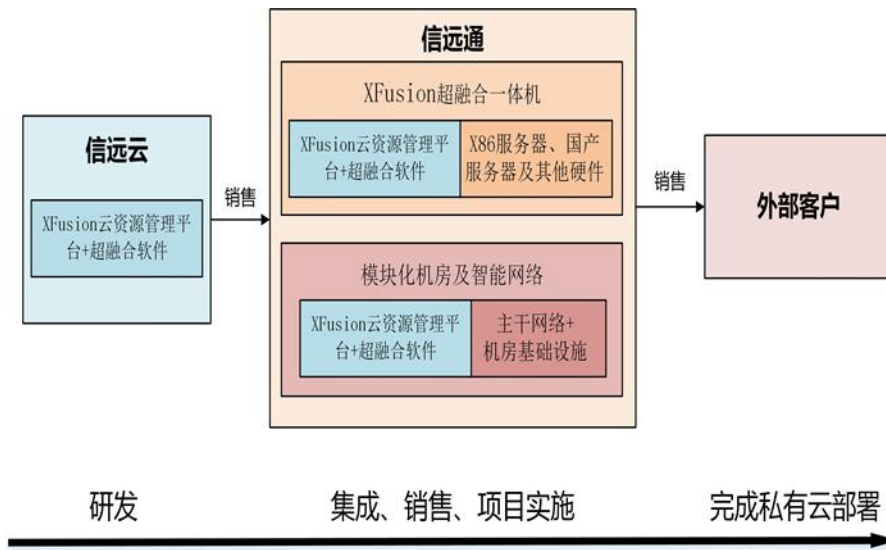 信远云
XFusion云资源管理平
台+超融合软件
销售
信远通
XFusion超融合一体机
XFusion云资源管理平
台+超融合软件
X86服务器、国产
服务器及其他硬件
模块化机房及智能网络
XFusion云资源管理平
台+超融合软件
主干网络+
机房基础设施
销售
外部客户
研发
集成、销售、项目实施
完成私有云部署